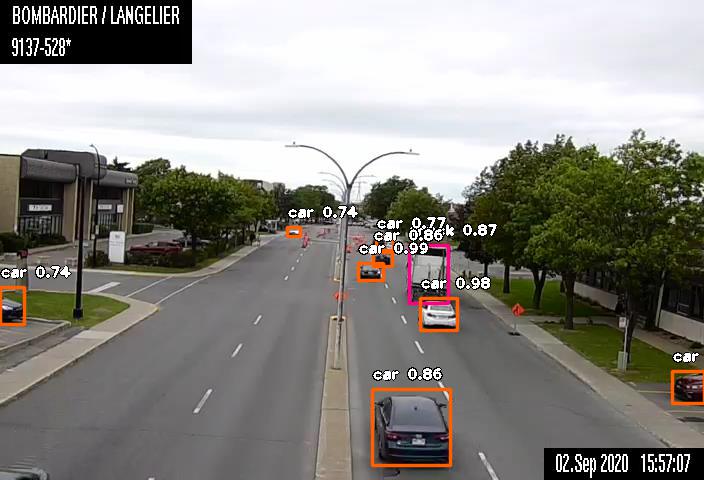 BOMBARDIER / LANGELIER
9137-528*
car 0.74
car 0.77
truck 0.87
car 0.86
car 0.99
car 0.74
car 0.98
car
car 0.86
02.Sep 2020 15:57:07